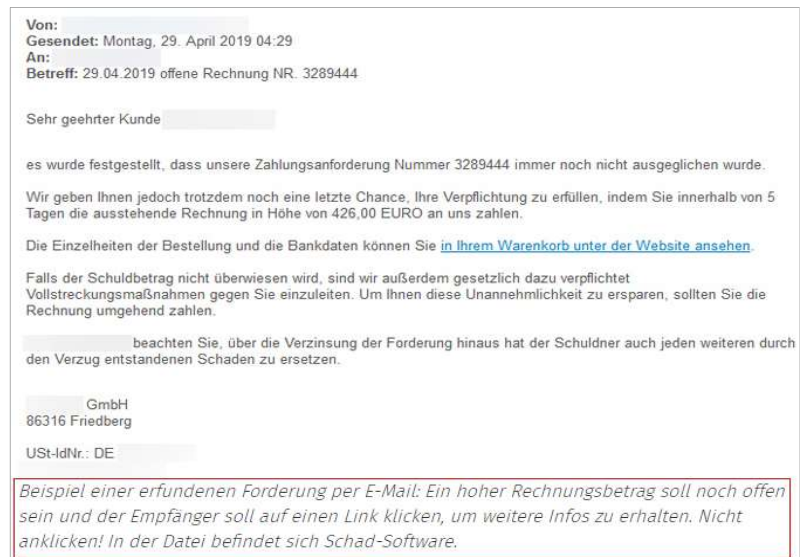 Von:
Gesendet: Montag, 29. April 2019 04:29
An:
Betreff: 29.04.2019 offene Rechnung NR. 3289444
Sehr geehrter Kunde
es wurde festgestellt, dass unsere Zahlungsanforderung Nummer 3289444 immer noch nicht ausgeglichen wurde.
Wir geben Ihnen jedoch trotzdem noch eine letzte Chance, Ihre Verpflichtung zu erfüllen, indem Sie innerhalb von 5
Tagen die ausstehende Rechnung in Höhe von 426,00 EURO an uns zahlen.
Die Einzelheiten der Bestellung und die Bankdaten können Sie in Ihrem Warenkorb unter der Website ansehen.
Falls der Schuldbetrag nicht überwiesen wird, sind wir außerdem gesetzlich dazu verpflichtet
Vollstreckungsmaßnahmen gegen Sie einzuleiten. Um Ihnen diese Unannehmlichkeit zu ersparen, sollten Sie die
Rechnung umgehend zahlen.
beachten Sie, über die Verzinsung der Forderung hinaus hat der Schuldner auch jeden weiteren durch
den Verzug entstandenen Schaden zu ersetzen.
GmbH
86316 Friedberg
USt-IdNr.: DE
Beispiel einer erfundenen Forderung per E-Mail: Ein hoher Rechnungsbetrag soll noch offen
sein und der Empfänger soll auf einen Link klicken, um weitere Infos zu erhalten. Nicht
anklicken! In der Datei befindet sich Schad-Software.